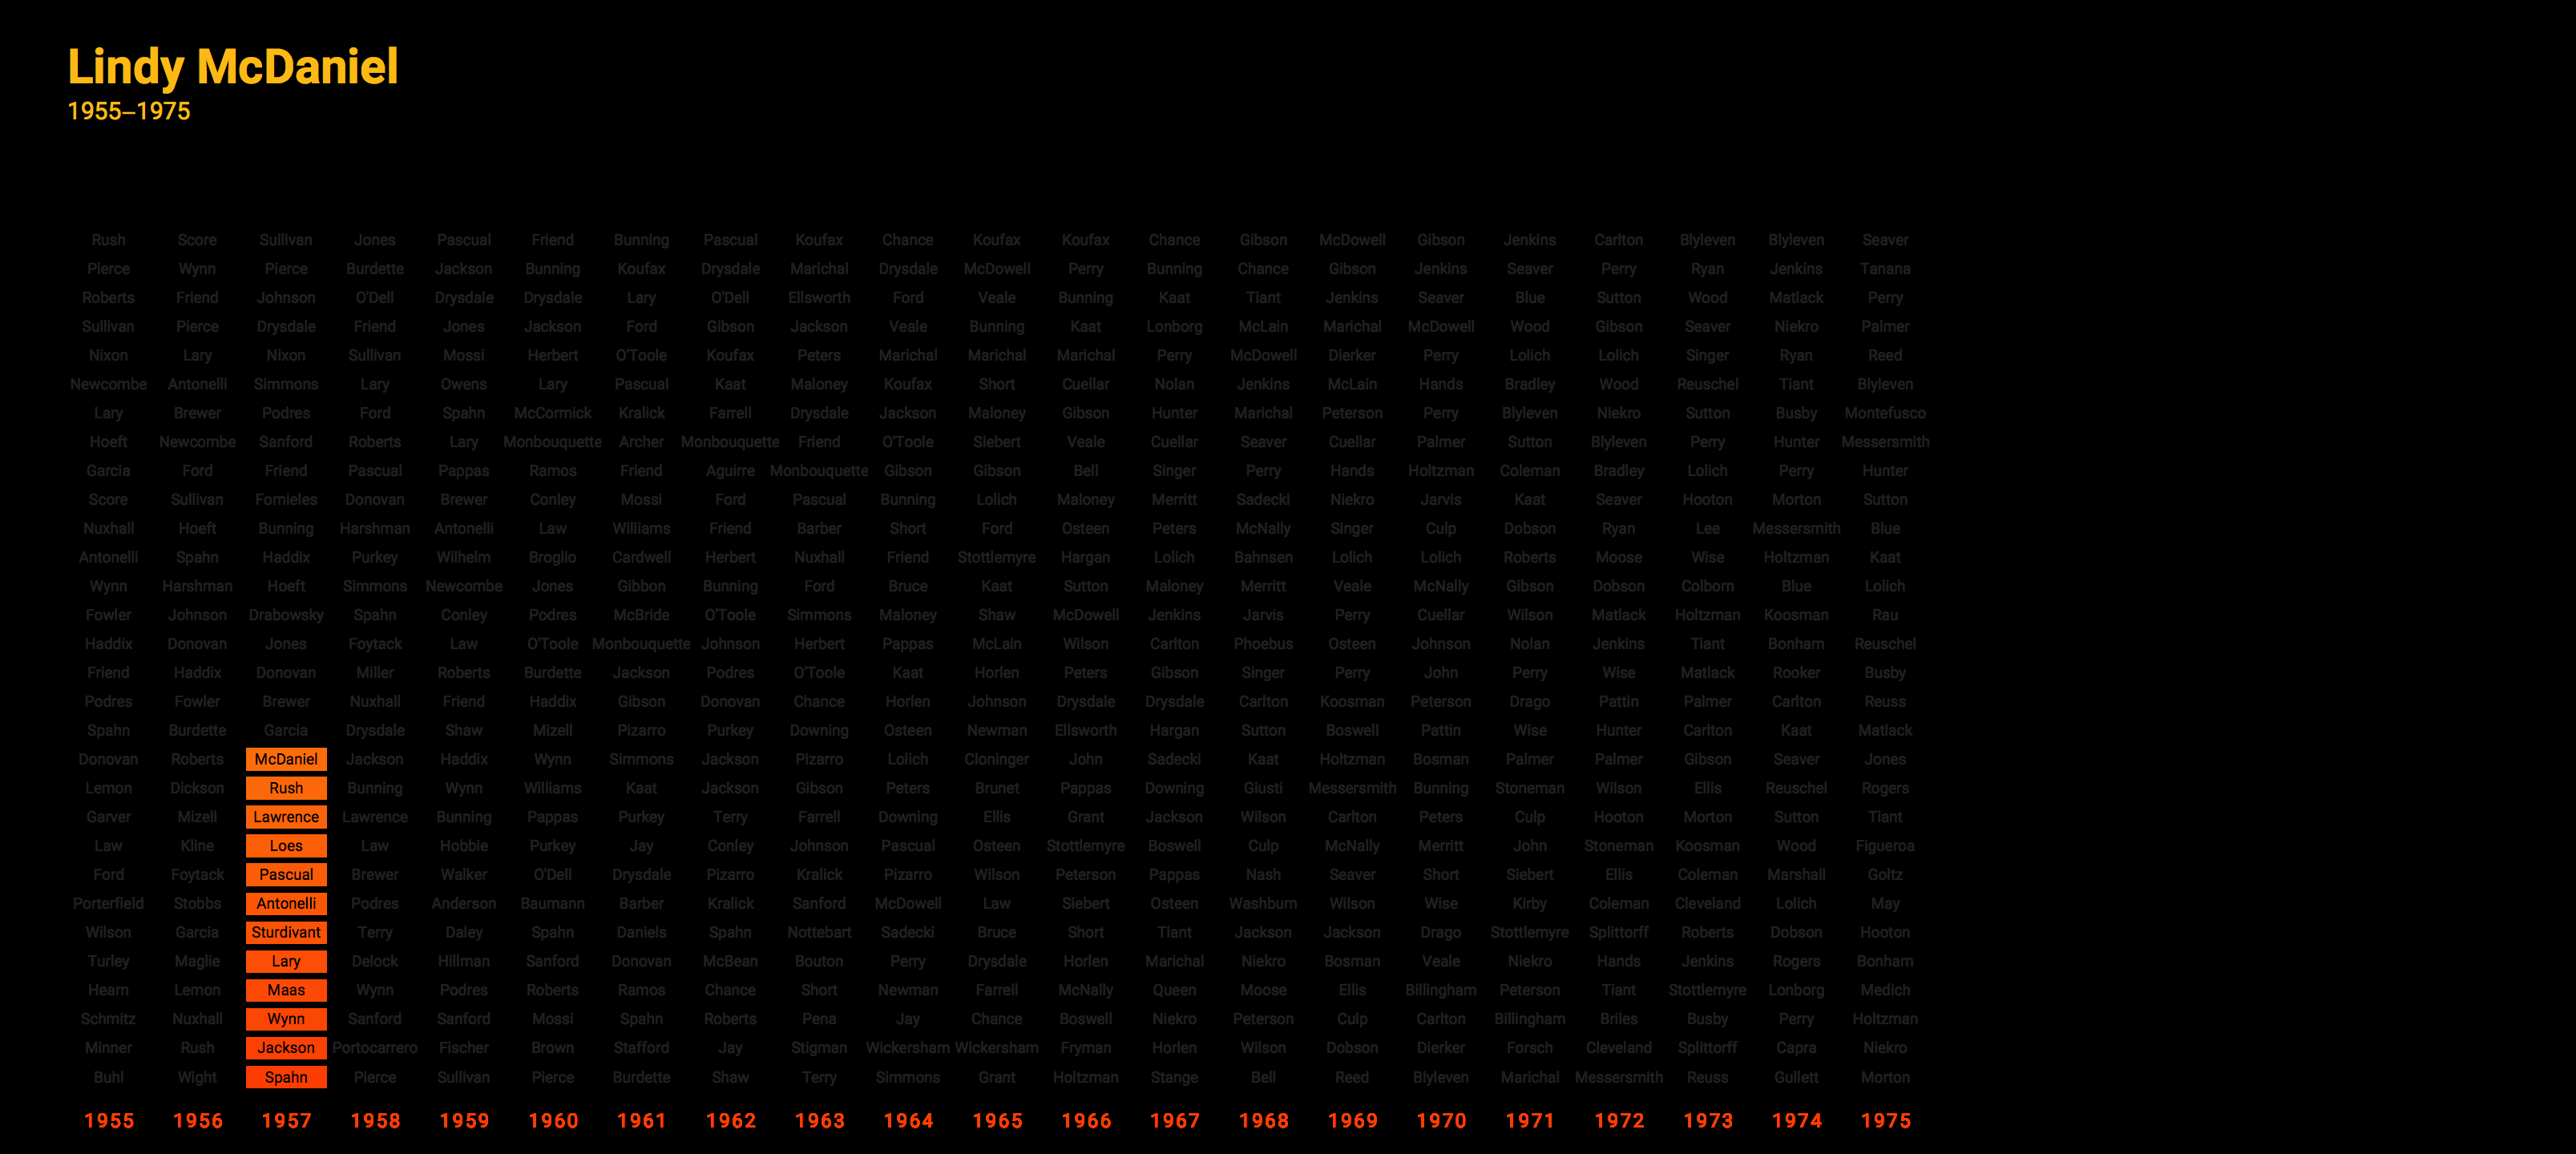 Lindy McDaniel
1955–1975
Rush Score Sullivan Jones Pascual Friend Bunning Pascual Koufax Chance Koufax Koufax Chance Gibson McDowell Gibson Jenkins Carlton Blyleven Blyleven Seaver
Pierce Wynn Pierce Burdette Jackson Bunning Koufax Drysdale Marichal Drysdale McDowell Perry Bunning Chance Gibson Jenkins Seaver Perry Ryan Jenkins Tanana
Roberts Friend Johnson O'Dell Drysdale Drysdale Lary O'Dell Ellsworth Ford Veale Bunning Kaat Tiant Jenkins Seaver Blue Sutton Wood Matlack Perry
Sullivan Pierce Drysdale Friend Jones Jackson Ford Gibson Jackson Veale Bunning Kaat Lonborg McLain Marichal McDowell Wood Gibson Seaver Niekro Palmer
Nixon Lary Nixon Sullivan Mossi Herbert O'Toole Koufax Peters Marichal Marichal Marichal Perry McDowell Dierker Perry Lolich Lolich Singer Ryan Reed
Newcombe Antonelli Simmons Lary Owens Lary Pascual Kaat Maloney Koufax Short Cuellar Nolan Jenkins McLain Hands Bradley Wood Reuschel Tiant Blyleven
Lary Brewer Podres Ford Spahn McCormick Kralick Farrell Drysdale Jackson Maloney Gibson Hunter Marichal Peterson Perry Blyleven Niekro Sutton Busby Montefusco
Hoeft Newcombe Sanford Roberts Lary Monbouquette Archer Monbouquette Friend O'Toole Siebert Veale Cuellar Seaver Cuellar Palmer Sutton Blyleven Perry Hunter Messersmith
Garcia Ford Friend Pascual Pappas Ramos Friend Aguirre Monbouquette Gibson Gibson Bell Singer Perry Hands Holtzman Coleman Bradley Lolich Perry Hunter
Score Sullivan Fornieles Donovan Brewer Conley Mossi Ford Pascual Bunning Lolich Maloney Merritt Sadecki Niekro Jarvis Kaat Seaver Hooton Morton Sutton
Nuxhall Hoeft Bunning Harshman Antonelli Law Williams Friend Barber Short Ford Osteen Peters McNally Singer Culp Dobson Ryan Lee Messersmith Blue
Antonelli Spahn Haddix Purkey Wilhelm Broglio Cardwell Herbert Nuxhall Friend Stottlemyre Hargan Lolich Bahnsen Lolich Lolich Roberts Moose Wise Holtzman Kaat
Wynn Harshman Hoeft Simmons Newcombe Jones Gibbon Bunning Ford Bruce Kaat Sutton Maloney Merritt Veale McNally Gibson Dobson Colborn Blue Lolich
Fowler Johnson Drabowsky Spahn Conley Podres McBride O'Toole Simmons Maloney Shaw McDowell Jenkins Jarvis Perry Cuellar Wilson Matlack Holtzman Koosman Rau
Haddix Donovan Jones Foytack Law O'Toole Monbouquette Johnson Herbert Pappas McLain Wilson Carlton Phoebus Osteen Johnson Nolan Jenkins Tiant Bonham Reuschel
Friend Haddix Donovan Miller Roberts Burdette Jackson Podres O'Toole Kaat Horlen Peters Gibson Singer Perry John Perry Wise Matlack Rooker Busby
Podres Fowler Brewer Nuxhall Friend Haddix Gibson Donovan Chance Horlen Johnson Drysdale Drysdale Carlton Koosman Peterson Drago Pattin Palmer Carlton Reuss
Spahn Burdette Garcia Drysdale Shaw Mizell Pizarro Purkey Downing Osteen Newman Ellsworth Hargan Sutton Boswell Pattin Wise Hunter Carlton Kaat Matlack
Donovan Roberts McDaniel Jackson Haddix Wynn Simmons Jackson Pizarro Lolich Cloninger John Sadecki Kaat Holtzman Bosman Palmer Palmer Gibson Seaver Jones
Lemon Dickson Rush Bunning Wynn Williams Kaat Jackson Gibson Peters Brunet Pappas Downing Giusti Messersmith Bunning Stoneman Wilson Ellis Reuschel Rogers
Garver Mizell Lawrence Lawrence Bunning Pappas Purkey Terry Farrell Downing Ellis Grant Jackson Wilson Carlton Peters Culp Hooton Morton Sutton Tiant
Law Kline Loes Law Hobbie Purkey Jay Conley Johnson Pascual Osteen Stottlemyre Boswell Culp McNally Merritt John Stoneman Koosman Wood Figueroa
Ford Foytack Pascual Brewer Walker O'Dell Drysdale Pizarro Kralick Pizarro Wilson Peterson Pappas Nash Seaver Short Siebert Ellis Coleman Marshall Goltz
Porterfield Stobbs Antonelli Podres Anderson Baumann Barber Kralick Sanford McDowell Law Siebert Osteen Washburn Wilson Wise Kirby Coleman Cleveland Lolich May
Wilson Garcia Sturdivant Terry Daley Spahn Daniels Spahn Nottebart Sadecki Bruce Short Tiant Jackson Jackson Drago Stottlemyre Splittorff Roberts Dobson Hooton
Turley Maglie Lary Delock Hillman Sanford Donovan McBean Bouton Perry Drysdale Horlen Marichal Niekro Bosman Veale Niekro Hands Jenkins Rogers Bonham
Hearn Lemon Maas Wynn Podres Roberts Ramos Chance Short Newman Farrell McNally Queen Moose Ellis Billingham Peterson Tiant Stottlemyre Lonborg Medich
Schmitz Nuxhall Wynn Sanford Sanford Mossi Spahn Roberts Pena Jay Chance Boswell Niekro Peterson Culp Carlton Billingham Briles Busby Perry Holtzman
Minner Rush Jackson Portocarrero Fischer Brown Stafford Jay Stigman Wickersham Wickersham Fryman Horlen Wilson Dobson Dierker Forsch Cleveland Splittorff Capra Niekro
Buhl Wight Spahn Pierce Sullivan Pierce Burdette Shaw Terry Simmons Grant Holtzman Stange Bell Reed Blyleven Marichal Messersmith Reuss Gullett Morton
1955 1956 1957 1958 1959 1960 1961 1962 1963 1964 1965 1966 1967 1968 1969 1970 1971 1972 1973 1974 1975